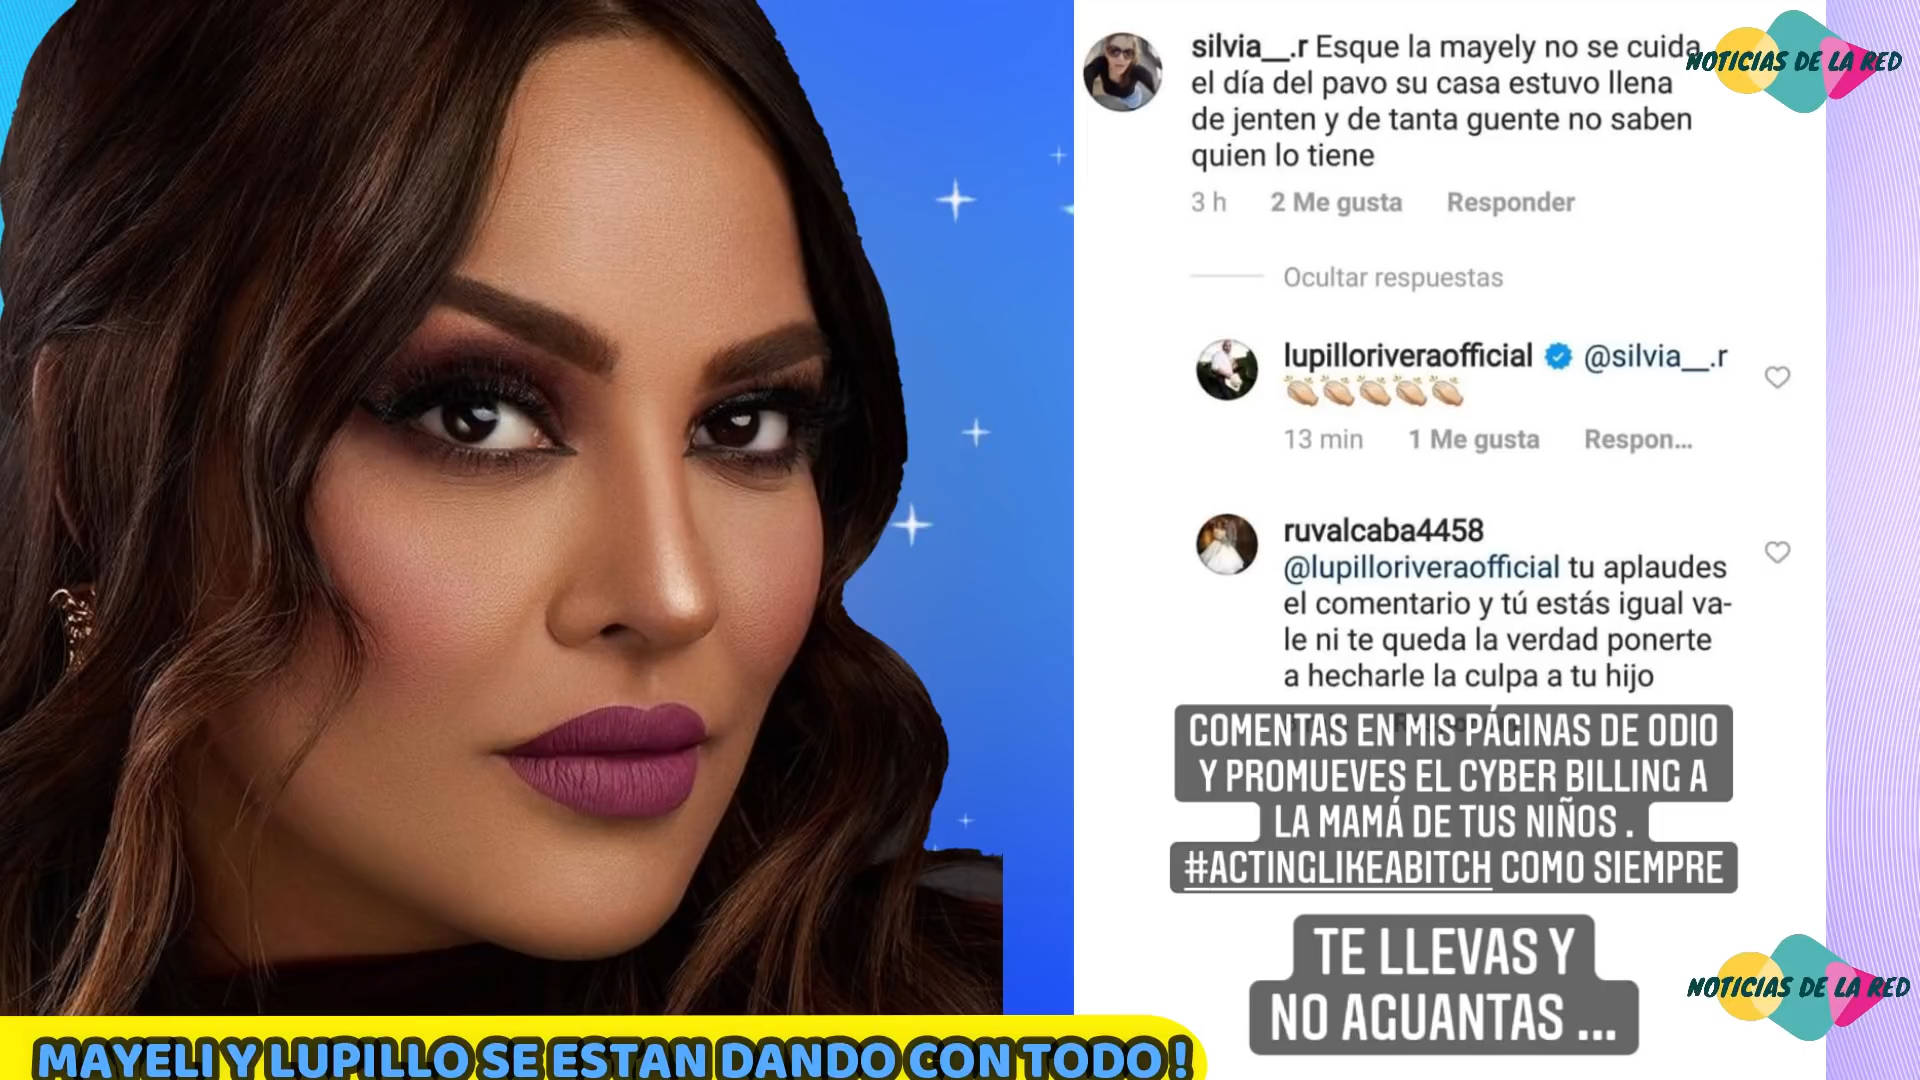 silvia__.r Esque la mayely no se cuida
el día del pavo su casa estuvo llena
de jenten y de tanta guente no saben
quien lo tiene
3 h 2 Me gusta Responder
Ocultar respuestas
lupilloriveraofficial @silvia__.r
👏🏻👏🏻👏🏻👏🏻👏🏻
13 min 1 Me gusta Respon...
ruvalcaba4458
@lupilloriveraofficial tu aplaudes
el comentario y tú estás igual va-
le ni te queda la verdad ponerte
a hecharle la culpa a tu hijo
COMENTAS EN MIS PÁGINAS DE ODIO
Y PROMUEVES EL CYBER BILLING A
LA MAMÁ DE TUS NIÑOS .
#ACTINGLIKEABITCH COMO SIEMPRE
TE LLEVAS Y
NO AGUANTAS ...
NOTICIAS DE LA RED
NOTICIAS DE LA RED
MAYELI Y LUPILLO SE ESTAN DANDO CON TODO !